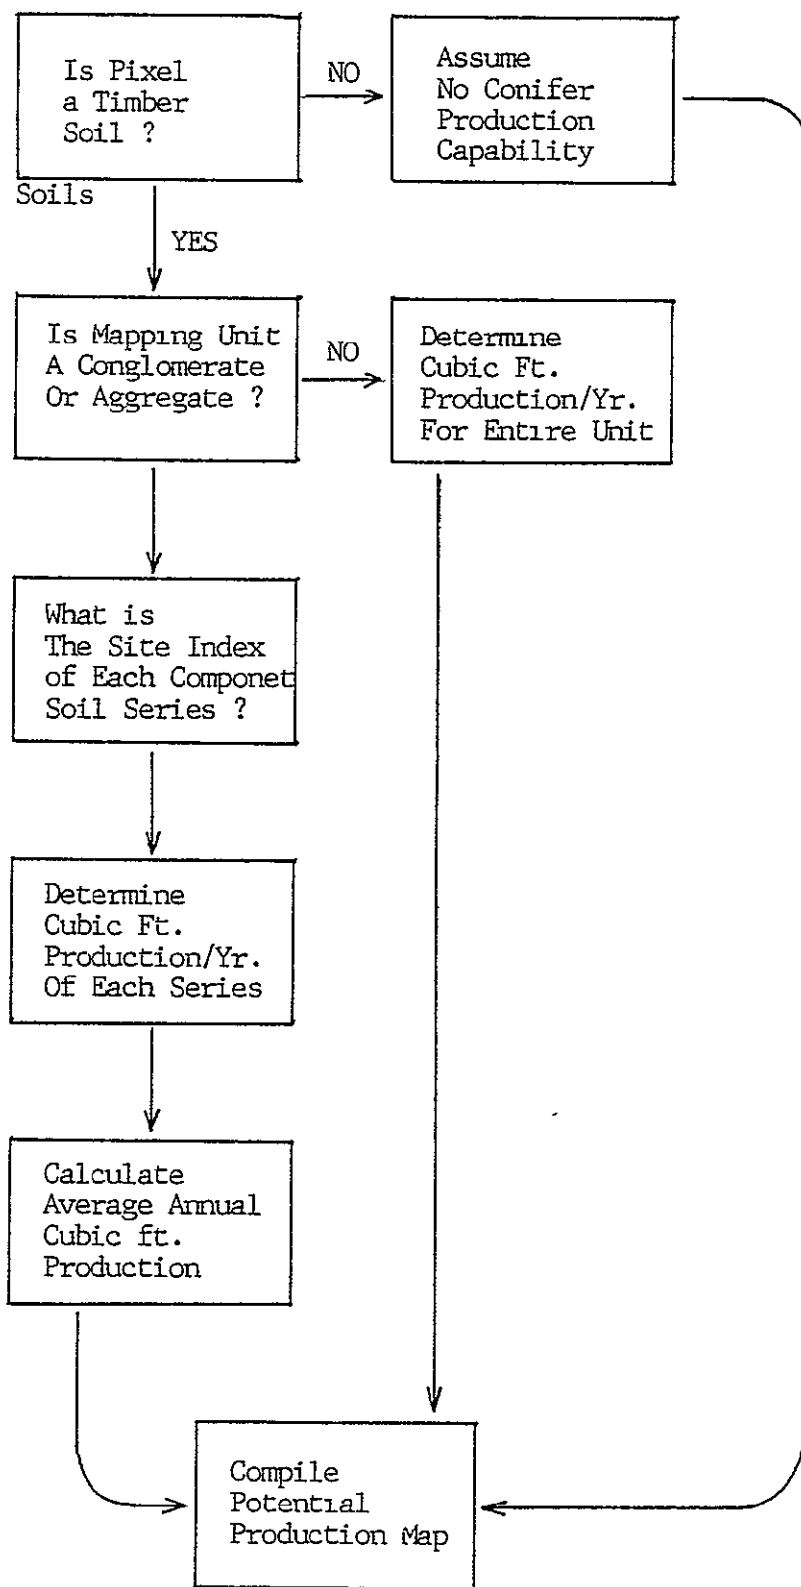 Is Pixel
a Timber
Soil ?
NO
Assume
No Conifer
Production
Capability
Soils
YES
Is Mapping Unit
A Conglomerate
Or Aggregate ?
NO
Determine
Cubic Ft.
Production/Yr.
For Entire Unit
What is
The Site Index
of Each Componet
Soil Series ?
Determine
Cubic Ft.
Production/Yr.
Of Each Series
Calculate
Average Annual
Cubic ft.
Production
Compile
Potential
Production Map